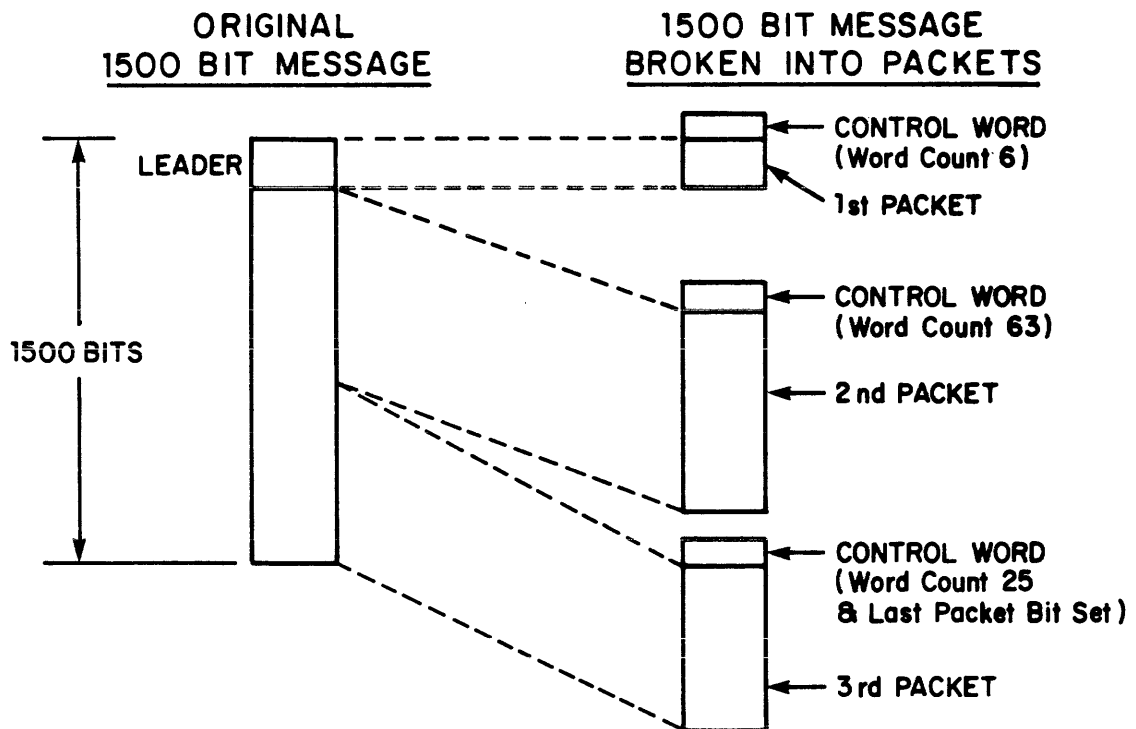 ORIGINAL
1500 BIT MESSAGE
1500 BIT MESSAGE
BROKEN INTO PACKETS
LEADER
1500 BITS
CONTROL WORD
(Word Count 6)
1st PACKET
CONTROL WORD
(Word Count 63)
2nd PACKET
CONTROL WORD
(Word Count 25
& Last Packet Bit Set)
3rd PACKET